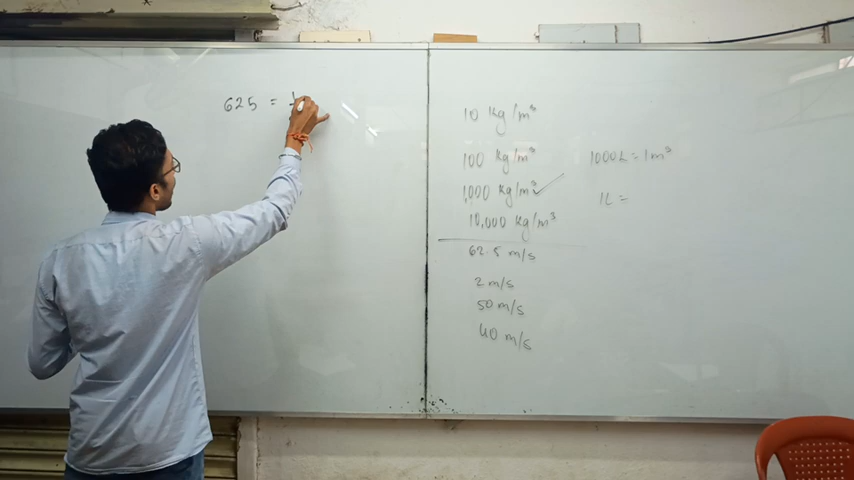 625 = 1
10 kg/m³
100 kg/m³
1,000 kg/m³ ✓
10,000 kg/m³
62.5 m/s
2 m/s
50 m/s
40 m/s
1000L = 1m³
1L =